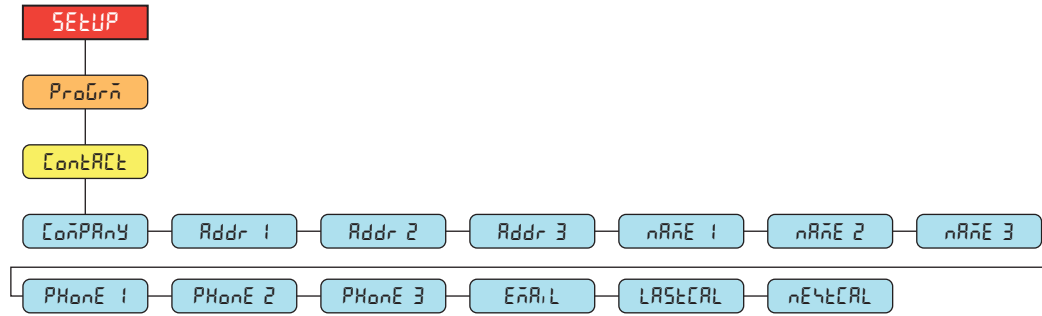 SEtUP
ProGrm
ContACt
ComPAny Addr 1 Addr 2 Addr 3 nAmE 1 nAmE 2 nAmE 3
PHonE 1 PHonE 2 PHonE 3 EmAiL LAStCAL nEXtCAL